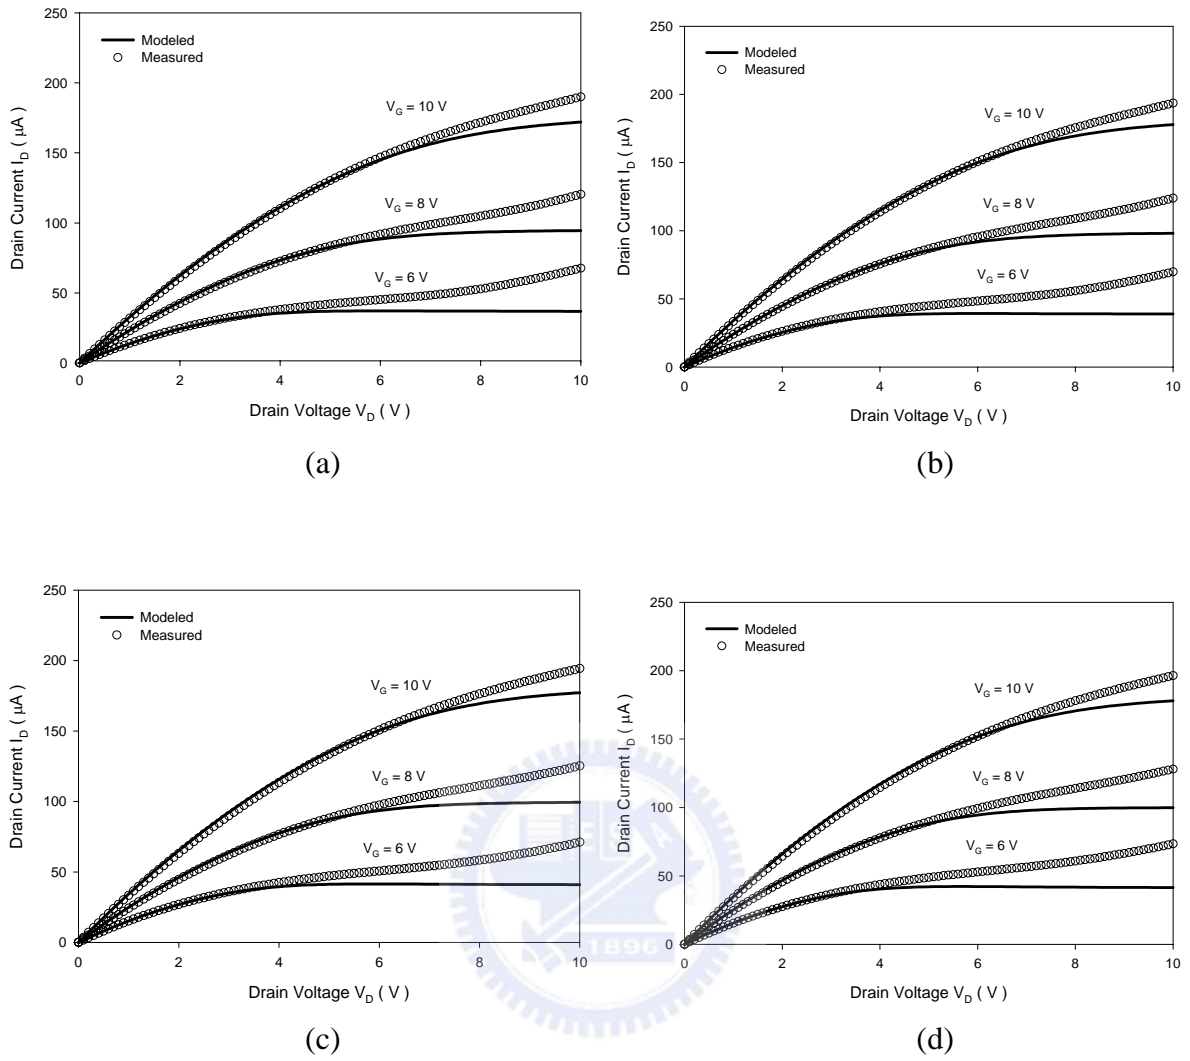 250
200
150
100
50
0
0 2 4 6 8 10
Drain Current I_D ( μA )
Drain Voltage V_D ( V )
Modeled
Measured
V_G = 10 V
V_G = 8 V
V_G = 6 V
(a)
250
200
150
100
50
0
0 2 4 6 8 10
Drain Current I_D ( μA )
Drain Voltage V_D ( V )
Modeled
Measured
V_G = 10 V
V_G = 8 V
V_G = 6 V
(b)
250
200
150
100
50
0
0 2 4 6 8 10
Drain Current I_D ( μA )
Drain Voltage V_D ( V )
Modeled
Measured
V_G = 10 V
V_G = 8 V
V_G = 6 V
(c)
250
200
150
100
50
0
0 2 4 6 8 10
Drain Current I_D ( μA )
Drain Voltage V_D ( V )
Modeled
Measured
V_G = 10 V
V_G = 8 V
V_G = 6 V
(d)
1896